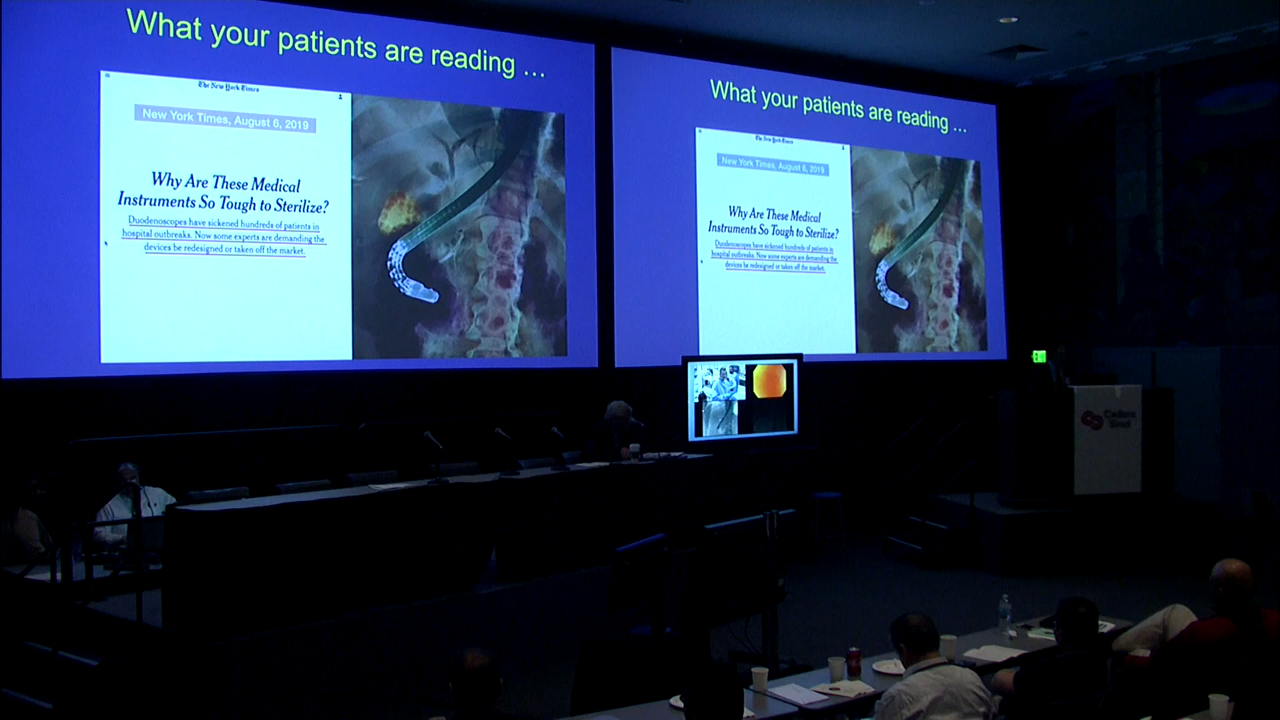 What your patients are reading ...
The New York Times
New York Times, August 6, 2019
Why Are These Medical
Instruments So Tough to Sterilize?
Duodenoscopes have sickened hundreds of patients in
hospital outbreaks. Now some experts are demanding the
devices be redesigned or taken off the market.
What your patients are reading ...
The New York Times
New York Times, August 6, 2019
Why Are These Medical
Instruments So Tough to Sterilize?
Duodenoscopes have sickened hundreds of patients in
hospital outbreaks. Now some experts are demanding the
devices be redesigned or taken off the market.
Cedars
Sinai